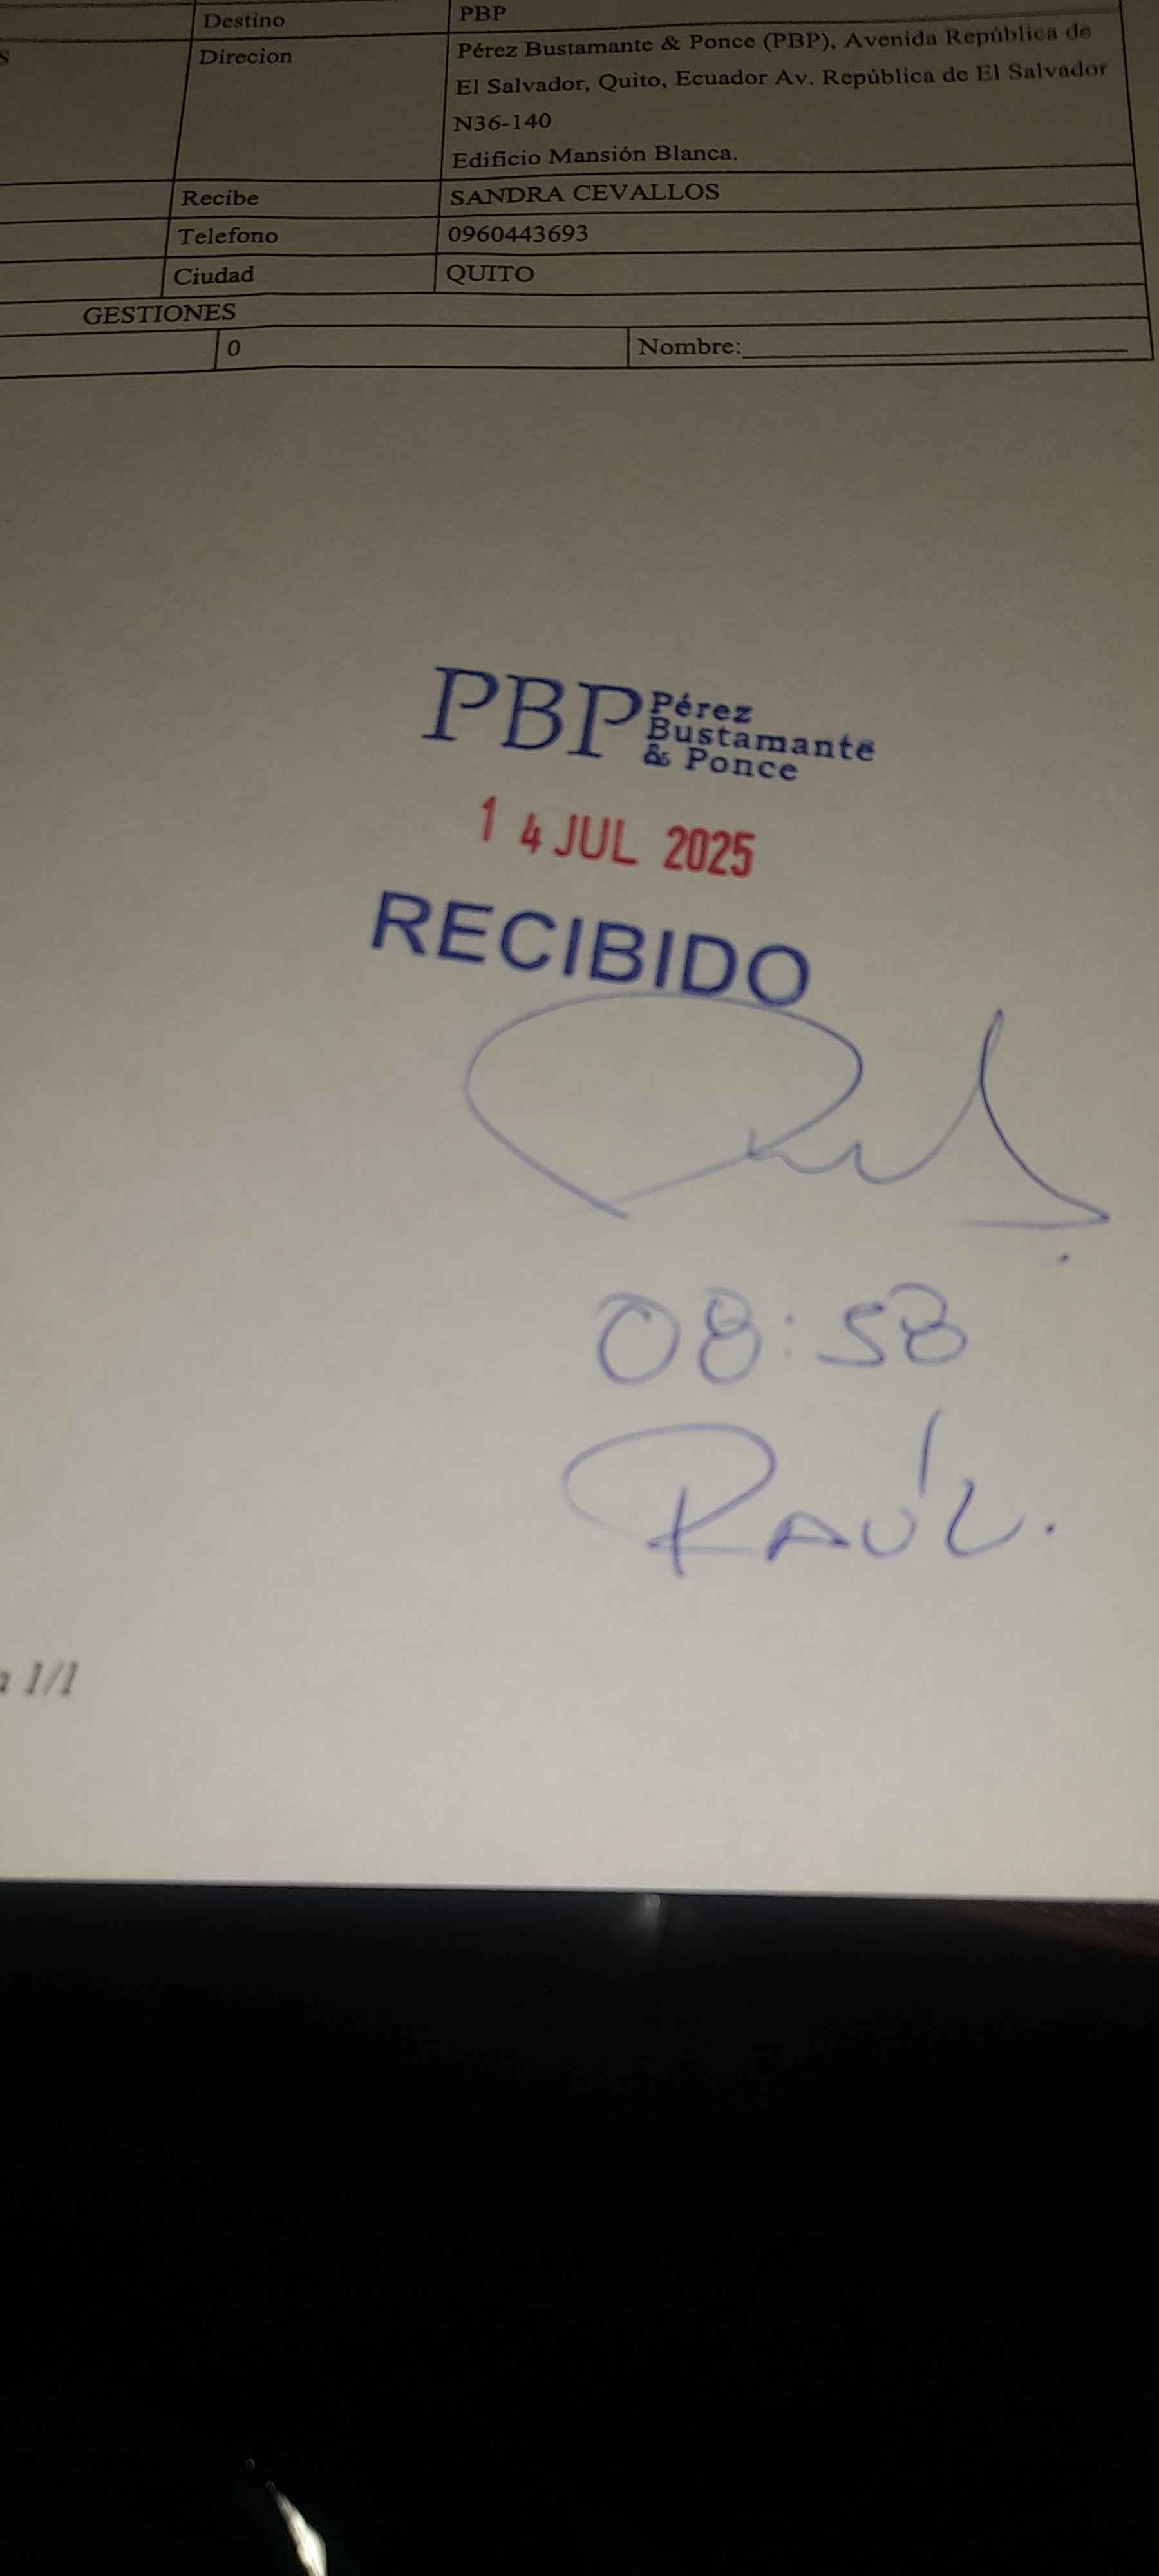 Destino PBP
S Direcion Pérez Bustamante & Ponce (PBP), Avenida República de
El Salvador, Quito, Ecuador Av. República de El Salvador
N36-140
Edificio Mansión Blanca.
Recibe SANDRA CEVALLOS
Telefono 0960443693
Ciudad QUITO
GESTIONES
0 Nombre:
PBP Pérez
Bustamante
& Ponce
14 JUL 2025
RECIBIDO
08:58
RAÚL.
a 1/1